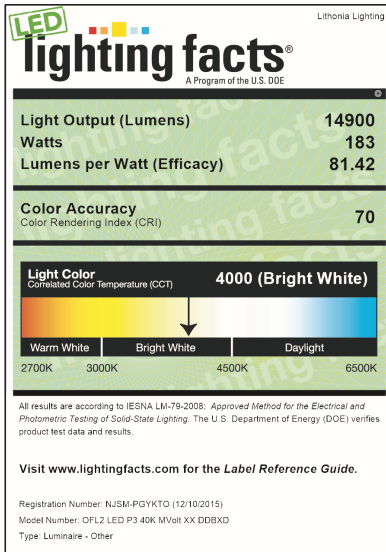 Lithonia Lighting
LED
lighting facts®
A Program of the U.S. DOE
Light Output (Lumens) 14900
Watts 183
Lumens per Watt (Efficacy) 81.42
Color Accuracy
Color Rendering Index (CRI) 70
Light Color
Correlated Color Temperature (CCT) 4000 (Bright White)
Warm White Bright White Daylight
2700K 3000K 4500K 6500K
All results are according to IESNA LM-79-2008: Approved Method for the Electrical and
Photometric Testing of Solid-State Lighting. The U.S. Department of Energy (DOE) verifies
product test data and results.
Visit www.lightingfacts.com for the Label Reference Guide.
Registration Number: NJSM-PGYKTO (12/10/2015)
Model Number: OFL2 LED P3 40K MVolt XX DDBXD
Type: Luminaire - Other